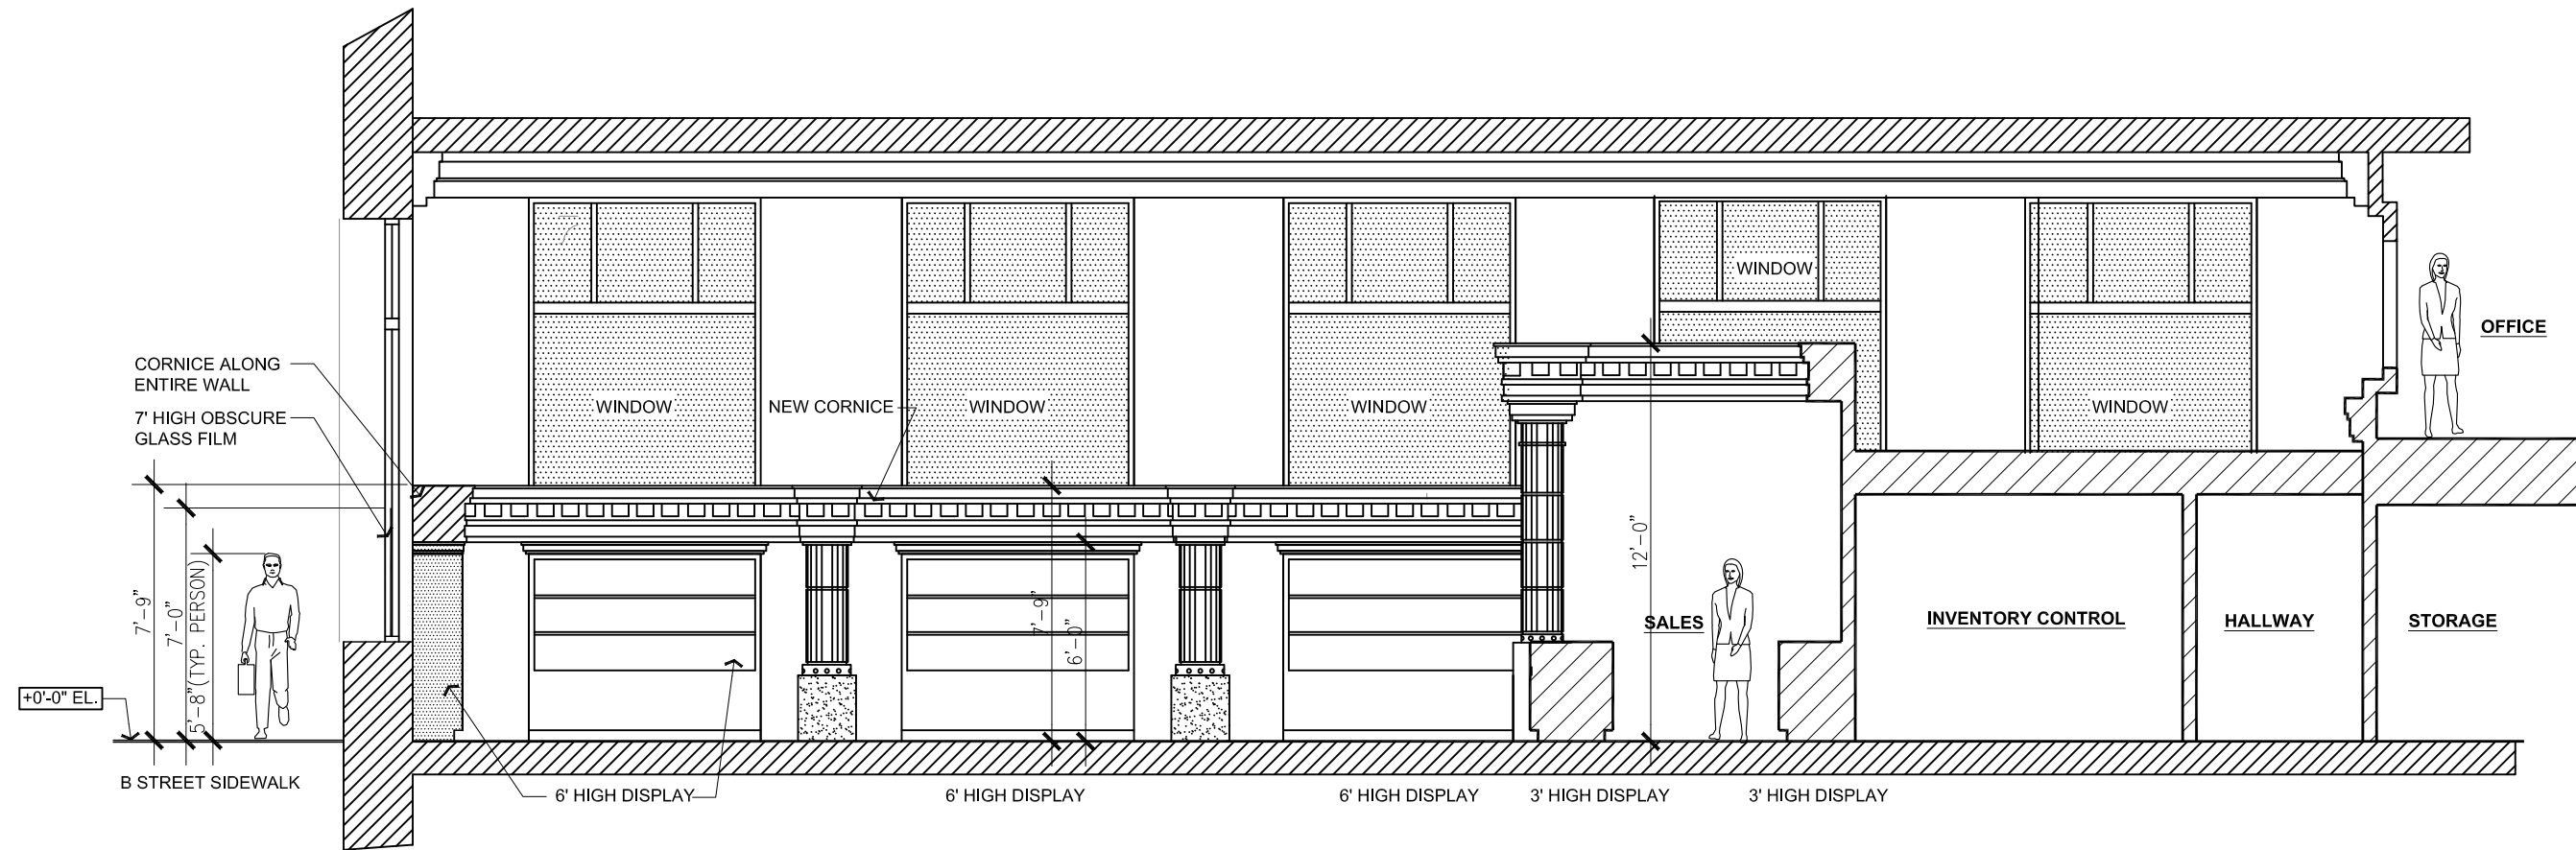 WINDOW
OFFICE
CORNICE ALONG
ENTIRE WALL
7' HIGH OBSCURE
GLASS FILM
WINDOW
NEW CORNICE
WINDOW
WINDOW
WINDOW
7'-9"
7'-0"
5'-8"(TYP. PERSON)
7'-9"
6'-0"
12'-0"
SALES
INVENTORY CONTROL
HALLWAY
STORAGE
+0'-0" EL.
B STREET SIDEWALK
6' HIGH DISPLAY
6' HIGH DISPLAY
6' HIGH DISPLAY
3' HIGH DISPLAY
3' HIGH DISPLAY